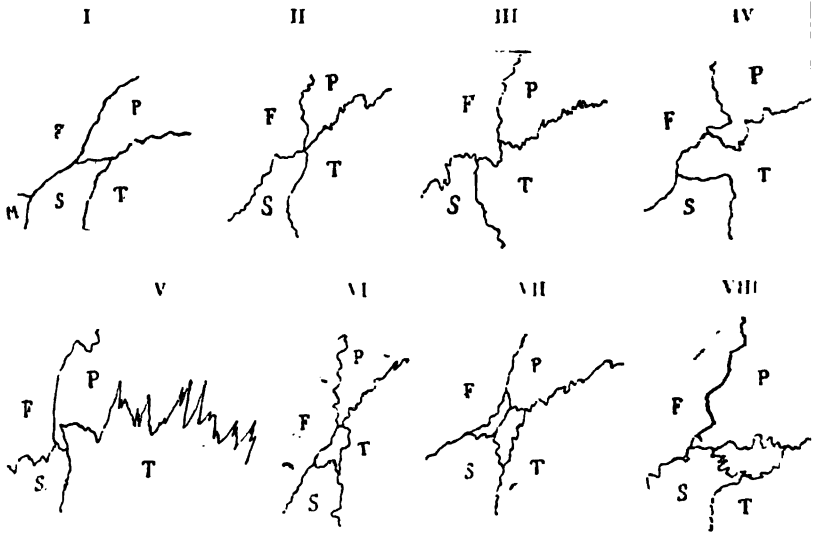 I II III IV
P P P P
F F F F
S T S T S T S T
M
V VI VII VIII
P P P P
F F F F
S T S T S T S T